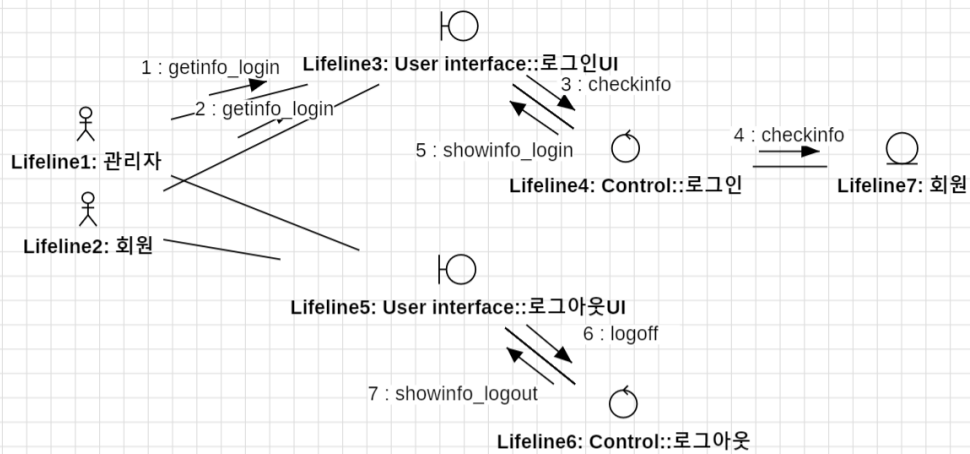 Lifeline3: User interface::로그인UI
1 : getinfo_login
3 : checkinfo
2 : getinfo_login
4 : checkinfo
5 : showinfo_login
Lifeline1: 관리자
Lifeline4: Control::로그인
Lifeline7: 회원
Lifeline2: 회원
Lifeline5: User interface::로그아웃UI
6 : logoff
7 : showinfo_logout
Lifeline6: Control::로그아웃